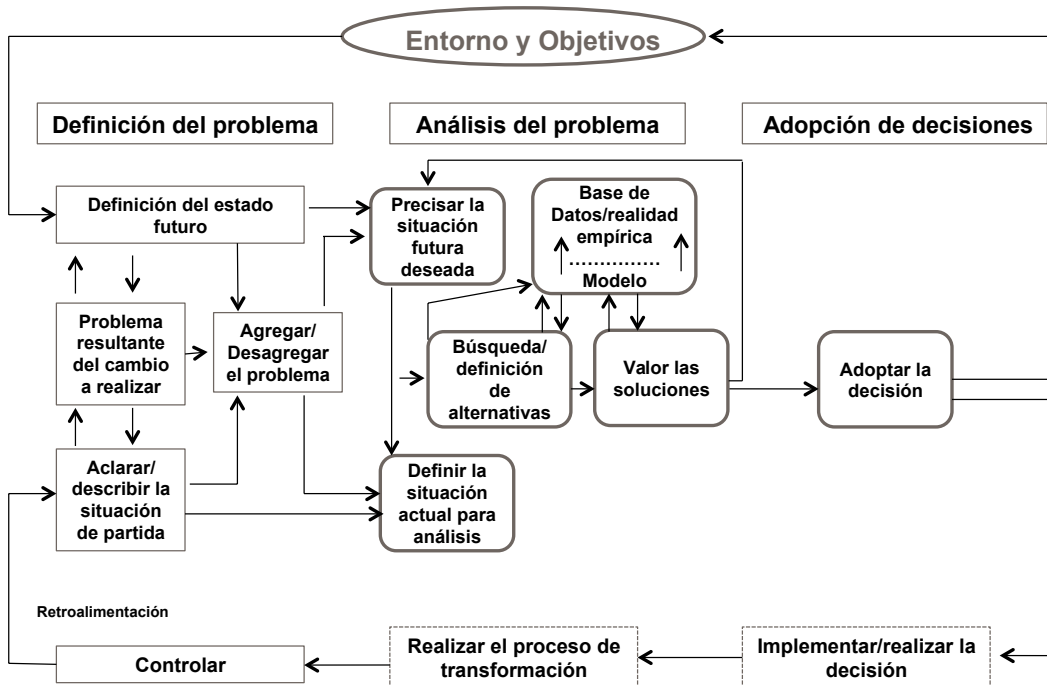 Entorno y Objetivos
Definición del problema
Análisis del problema
Adopción de decisiones
Definición del estado
futuro
Problema
resultante
del cambio
a realizar
Agregar/
Desagregar
el problema
Aclarar/
describir la
situación
de partida
Precisar la
situación
futura
deseada
Base de
Datos/realidad
empírica
...............
Modelo
Búsqueda/
definición
de
alternativas
Valor las
soluciones
Adoptar la
decisión
Definir la
situación
actual para
análisis
Retroalimentación
Controlar
Realizar el proceso de
transformación
Implementar/realizar la
decisión